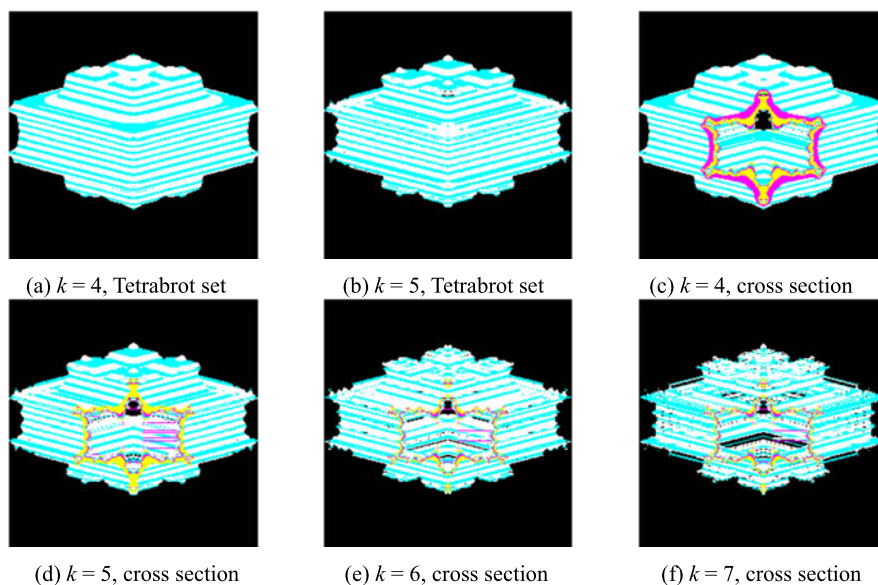 (a) k = 4, Tetrabrot set
(b) k = 5, Tetrabrot set
(c) k = 4, cross section
(d) k = 5, cross section
(e) k = 6, cross section
(f) k = 7, cross section